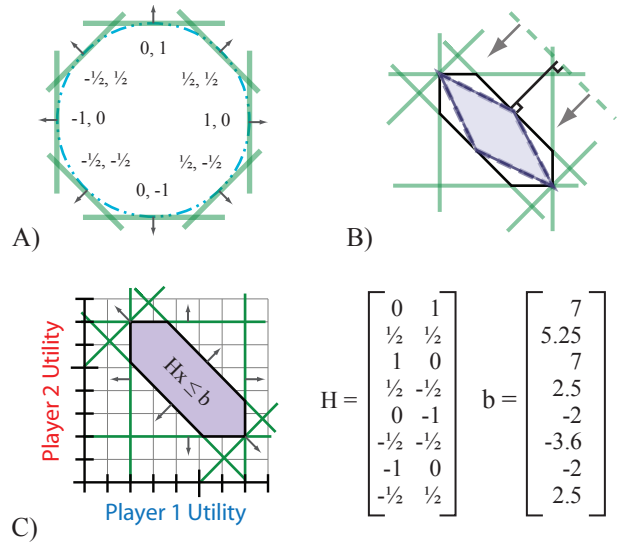 0, 1
-½, ½ ½, ½
-1, 0 1, 0
-½, -½ ½, -½
0, -1
A)
B)
Player 2 Utility
Hx ≤ b
Player 1 Utility
C)
H =
0 1
½ ½
1 0
½ -½
0 -1
-½ -½
-1 0
-½ ½
b =
7
5.25
7
2.5
-2
-3.6
-2
2.5